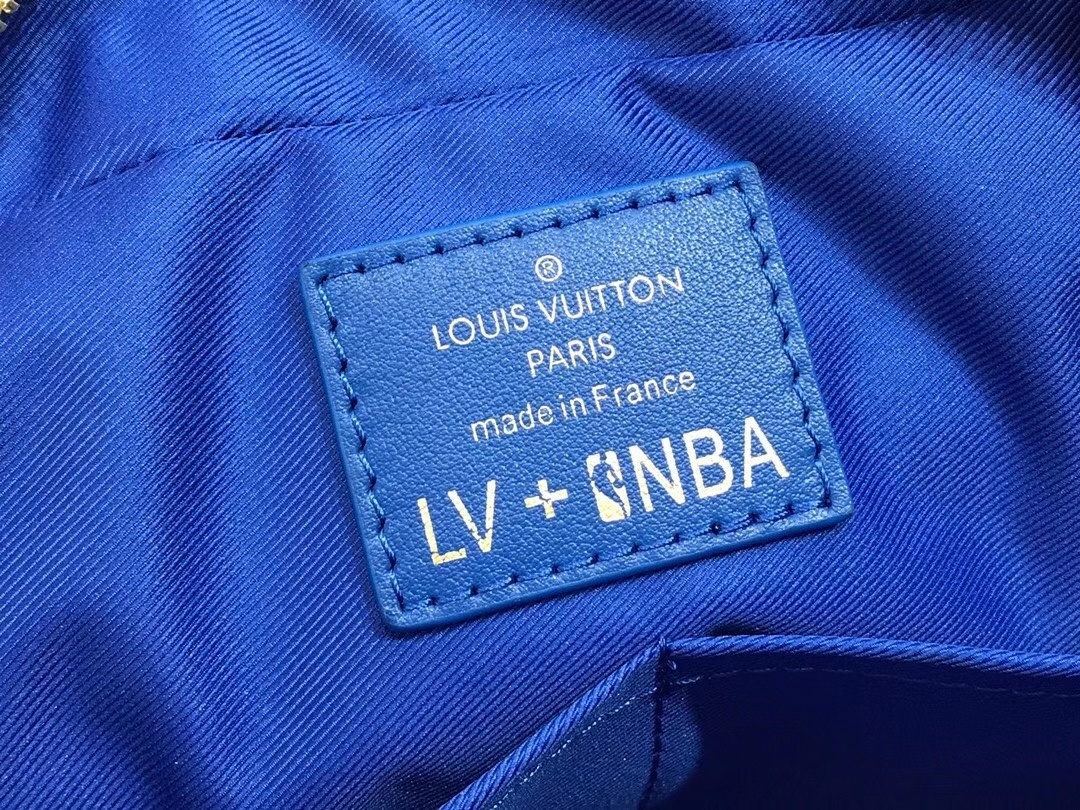 ®
LOUIS VUITTON
PARIS
made in France
LV + NBA